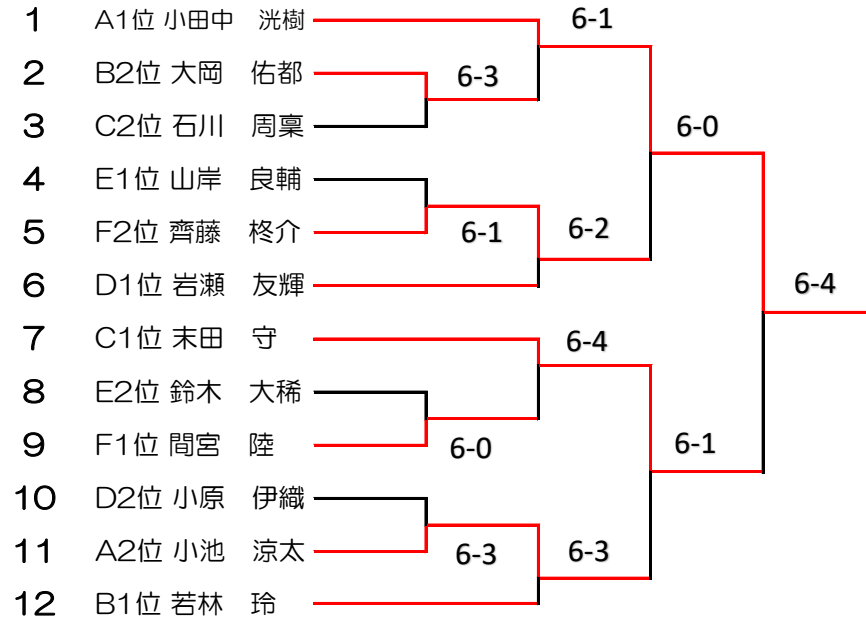 1 A1位 小田中 洸樹
6-1
2 B2位 大岡 佑都
6-3
3 C2位 石川 周稟
6-0
4 E1位 山岸 良輔
5 F2位 齊藤 柊介
6-1
6-2
6 D1位 岩瀬 友輝
6-4
7 C1位 末田 守
6-4
8 E2位 鈴木 大稀
9 F1位 間宮 陸
6-0
6-1
10 D2位 小原 伊織
11 A2位 小池 涼太
6-3
6-3
12 B1位 若林 玲